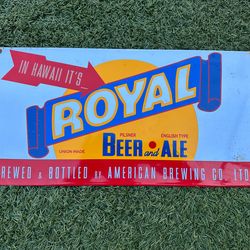 IN HAWAII IT'S
ROYAL
PILSNER ENGLISH TYPE
BEER and ALE
UNION MADE
BREWED & BOTTLED BY AMERICAN BREWING CO., LTD.